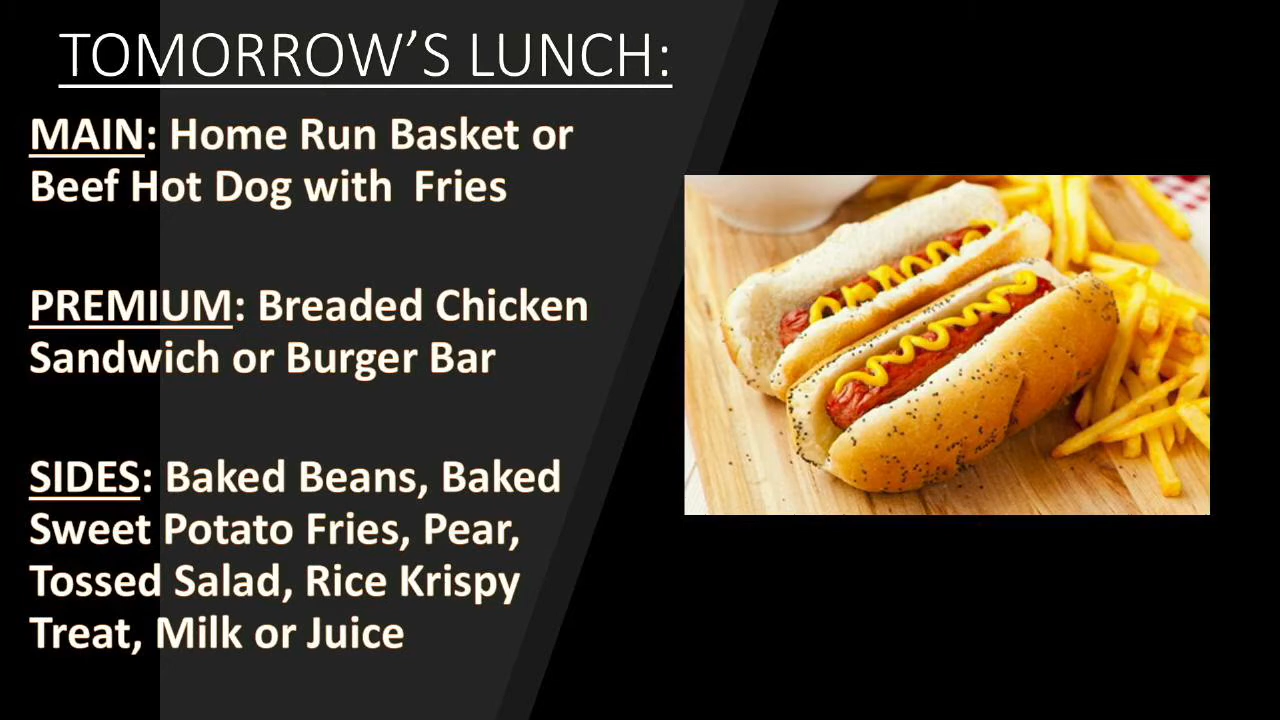 TOMORROW’S LUNCH:
MAIN: Home Run Basket or
Beef Hot Dog with  Fries
PREMIUM: Breaded Chicken
Sandwich or Burger Bar
SIDES: Baked Beans, Baked
Sweet Potato Fries, Pear,
Tossed Salad, Rice Krispy
Treat, Milk or Juice